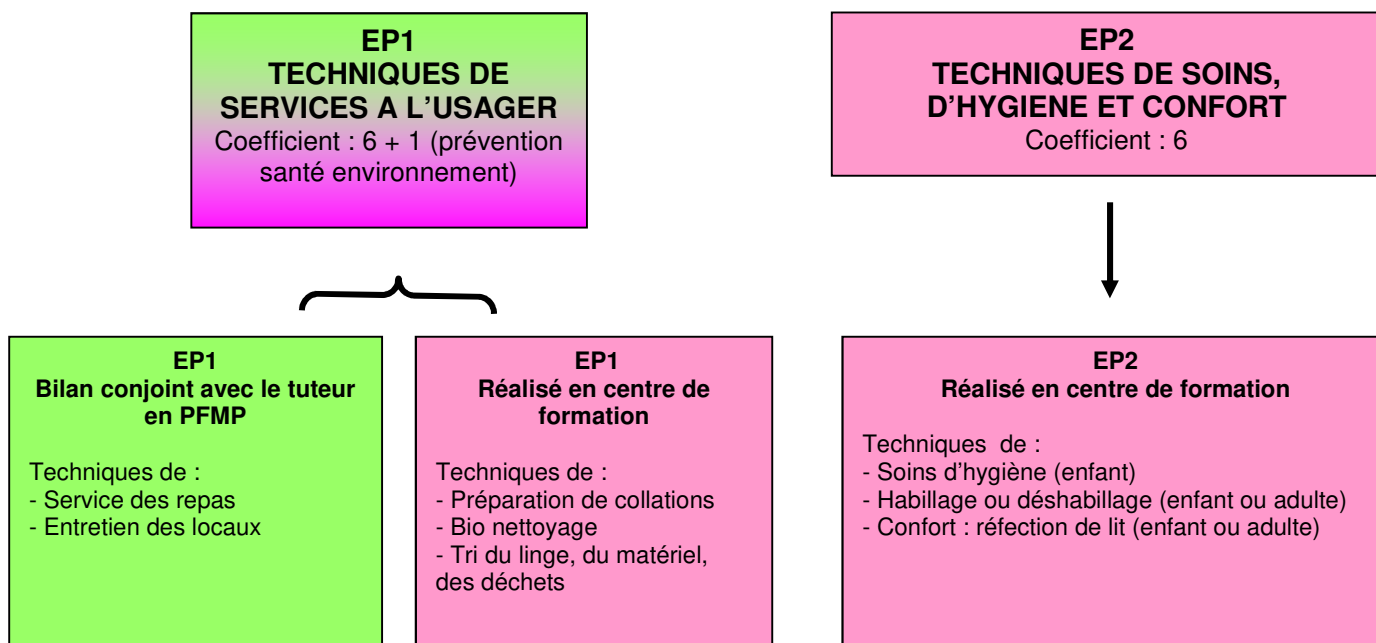 EP1
TECHNIQUES DE
SERVICES A L’USAGER
Coefficient : 6 + 1 (prévention
santé environnement)
EP2
TECHNIQUES DE SOINS,
D’HYGIENE ET CONFORT
Coefficient : 6
EP1
Bilan conjoint avec le tuteur
en PFMP
Techniques de :
- Service des repas
- Entretien des locaux
EP1
Réalisé en centre de
formation
Techniques de :
- Préparation de collations
- Bio nettoyage
- Tri du linge, du matériel,
des déchets
EP2
Réalisé en centre de formation
Techniques de :
- Soins d’hygiène (enfant)
- Habillage ou déshabillage (enfant ou adulte)
- Confort : réfection de lit (enfant ou adulte)